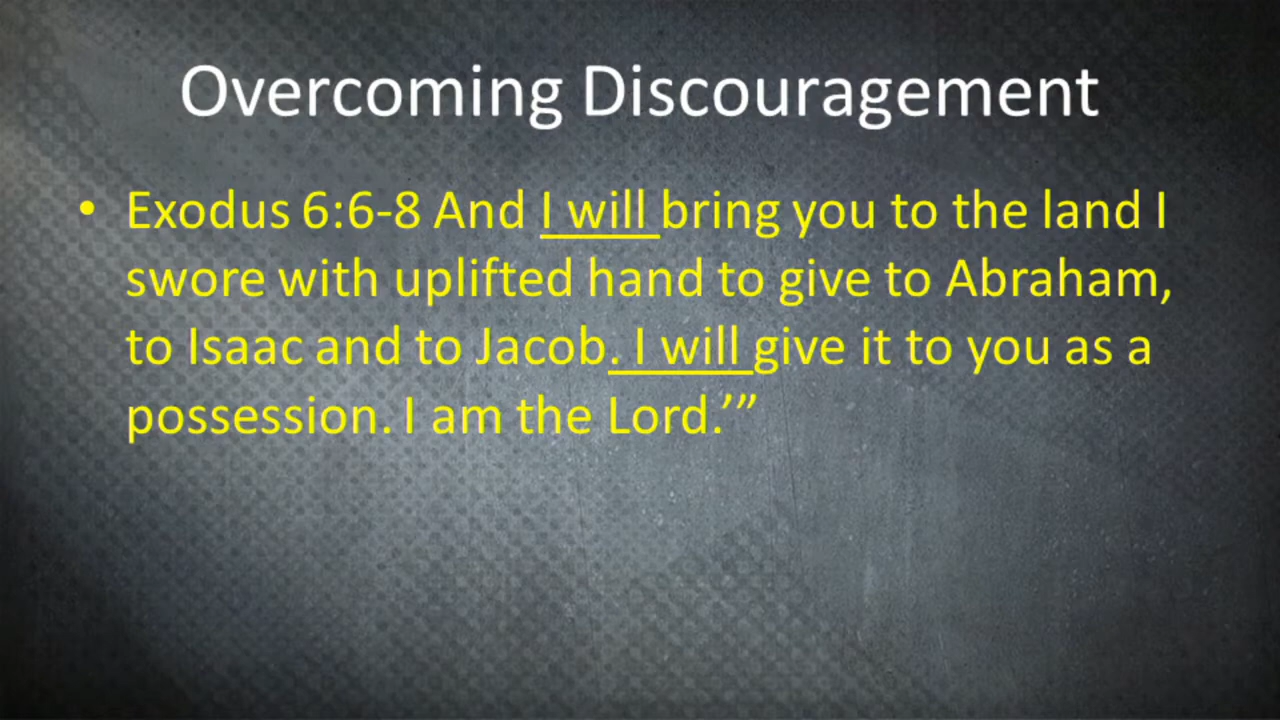 Overcoming Discouragement
• Exodus 6:6-8 And I will bring you to the land I
swore with uplifted hand to give to Abraham,
to Isaac and to Jacob. I will give it to you as a
possession. I am the Lord.’”